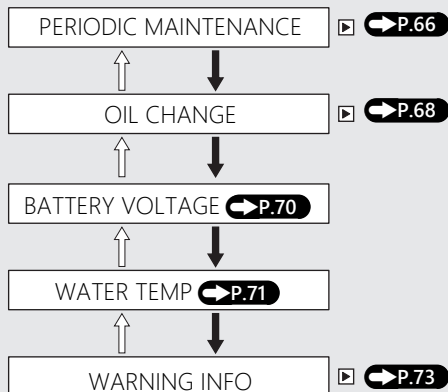 PERIODIC MAINTENANCE P.66
OIL CHANGE P.68
BATTERY VOLTAGE P.70
WATER TEMP P.71
WARNING INFO P.73